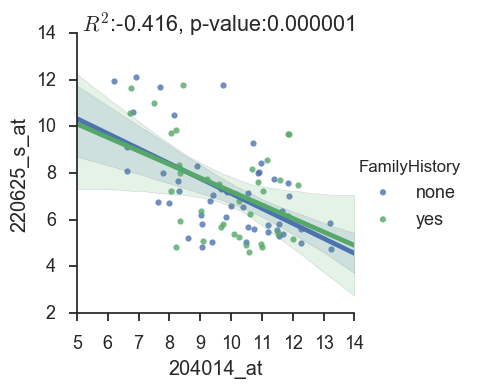 R²:-0.416, p-value:0.000001
14
12
10
8
6
4
2
220625_s_at
5 6 7 8 9 10 11 12 13 14
204014_at
FamilyHistory
none
yes